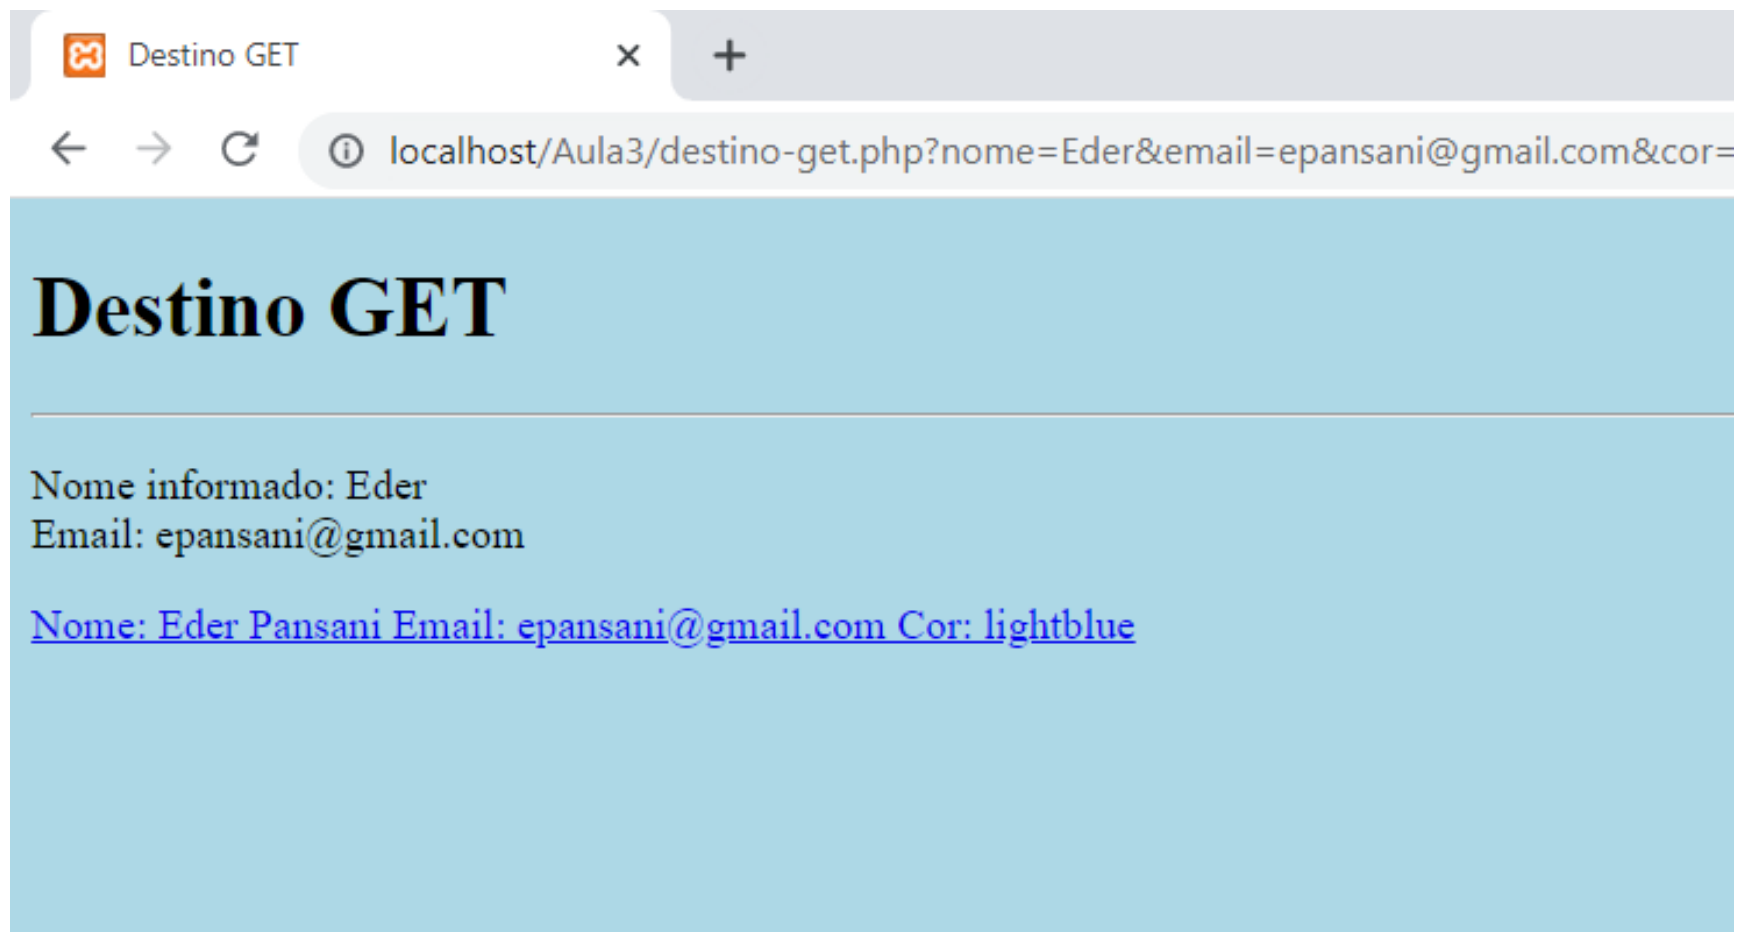 Destino GET
localhost/Aula3/destino-get.php?nome=Eder&email=epansani@gmail.com&cor=
Destino GET
Nome informado: Eder
Email: epansani@gmail.com
Nome: Eder Pansani Email: epansani@gmail.com Cor: lightblue